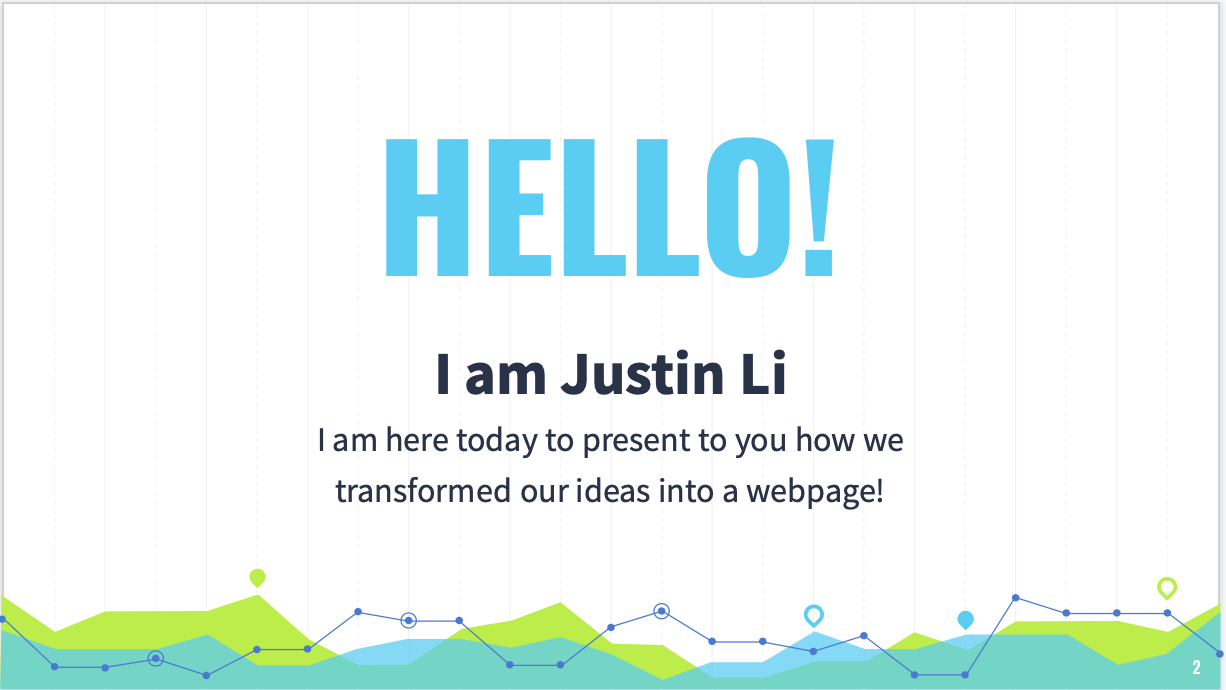 HELLO!
I am Justin Li
I am here today to present to you how we
transformed our ideas into a webpage!
2